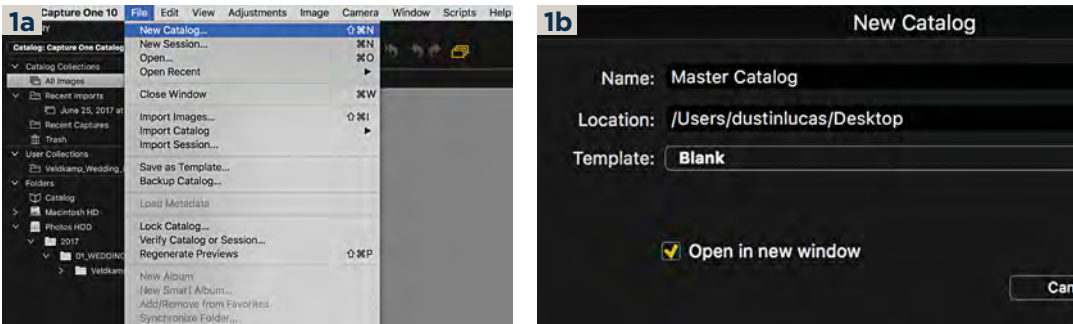 1a
Capture One 10 File Edit View Adjustments Image Camera Window Scripts Help
Catalog: Capture One Catalog
Catalog Collections
All Images
Recent Imports
June 25, 2017 at
Recent Captures
Trash
User Collections
Veldkamp_Wedding_
Folders
Catalog
Macintosh HD
Photos HDD
2017
01_WEDDING
Veldkam
New Catalog... ⇧⌘N
New Session... ⌘N
Open... ⌘O
Open Recent
Close Window ⌘W
Import Images... ⇧⌘I
Import Catalog
Import Session...
Save as Template...
Backup Catalog...
Load Metadata
Lock Catalog...
Verify Catalog or Session...
Regenerate Previews ⇧⌘P
New Album
New Smart Album...
Add/Remove from Favorites
Synchronize Folder...
1b
New Catalog
Name: Master Catalog
Location: /Users/dustinlucas/Desktop
Template: Blank
Open in new window
Can